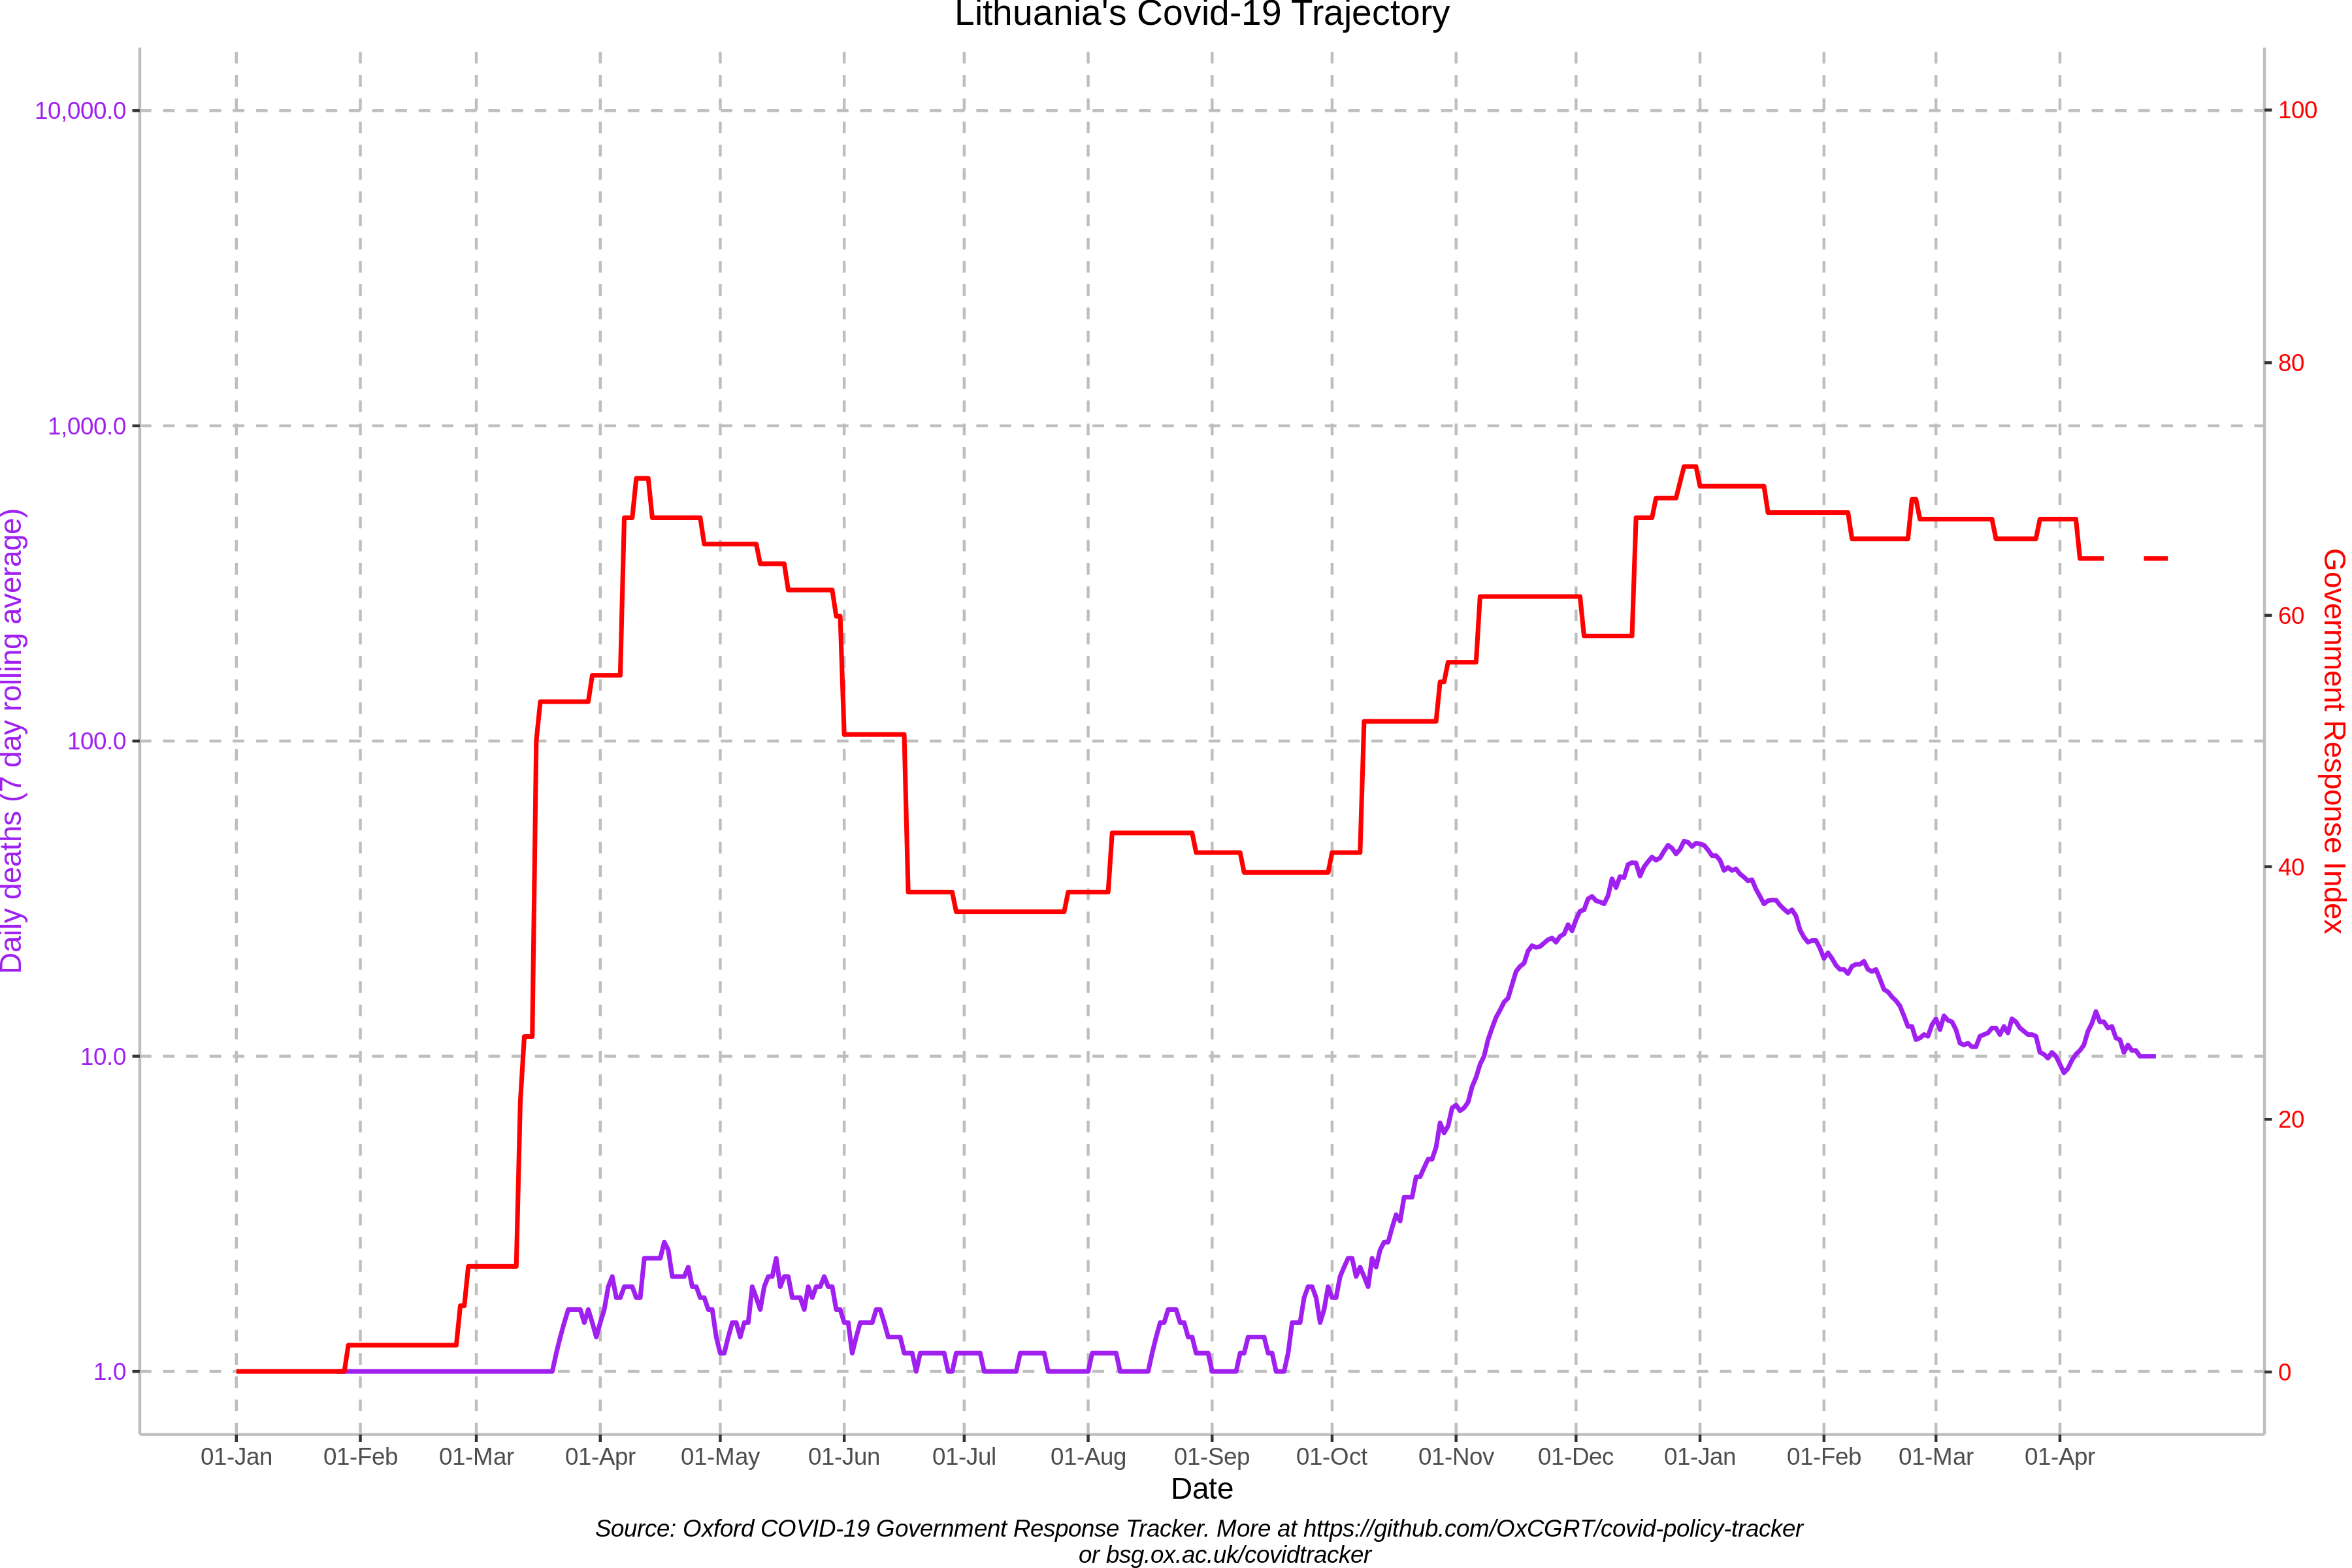 Lithuania's Covid-19 Trajectory
Daily deaths (7 day rolling average)
10,000.0
1,000.0
100.0
10.0
1.0
100
80
60
40
20
0
Government Response Index
01-Jan 01-Feb 01-Mar 01-Apr 01-May 01-Jun 01-Jul 01-Aug 01-Sep 01-Oct 01-Nov 01-Dec 01-Jan 01-Feb 01-Mar 01-Apr
Date
Source: Oxford COVID-19 Government Response Tracker. More at https://github.com/OxCGRT/covid-policy-tracker
or bsg.ox.ac.uk/covidtracker